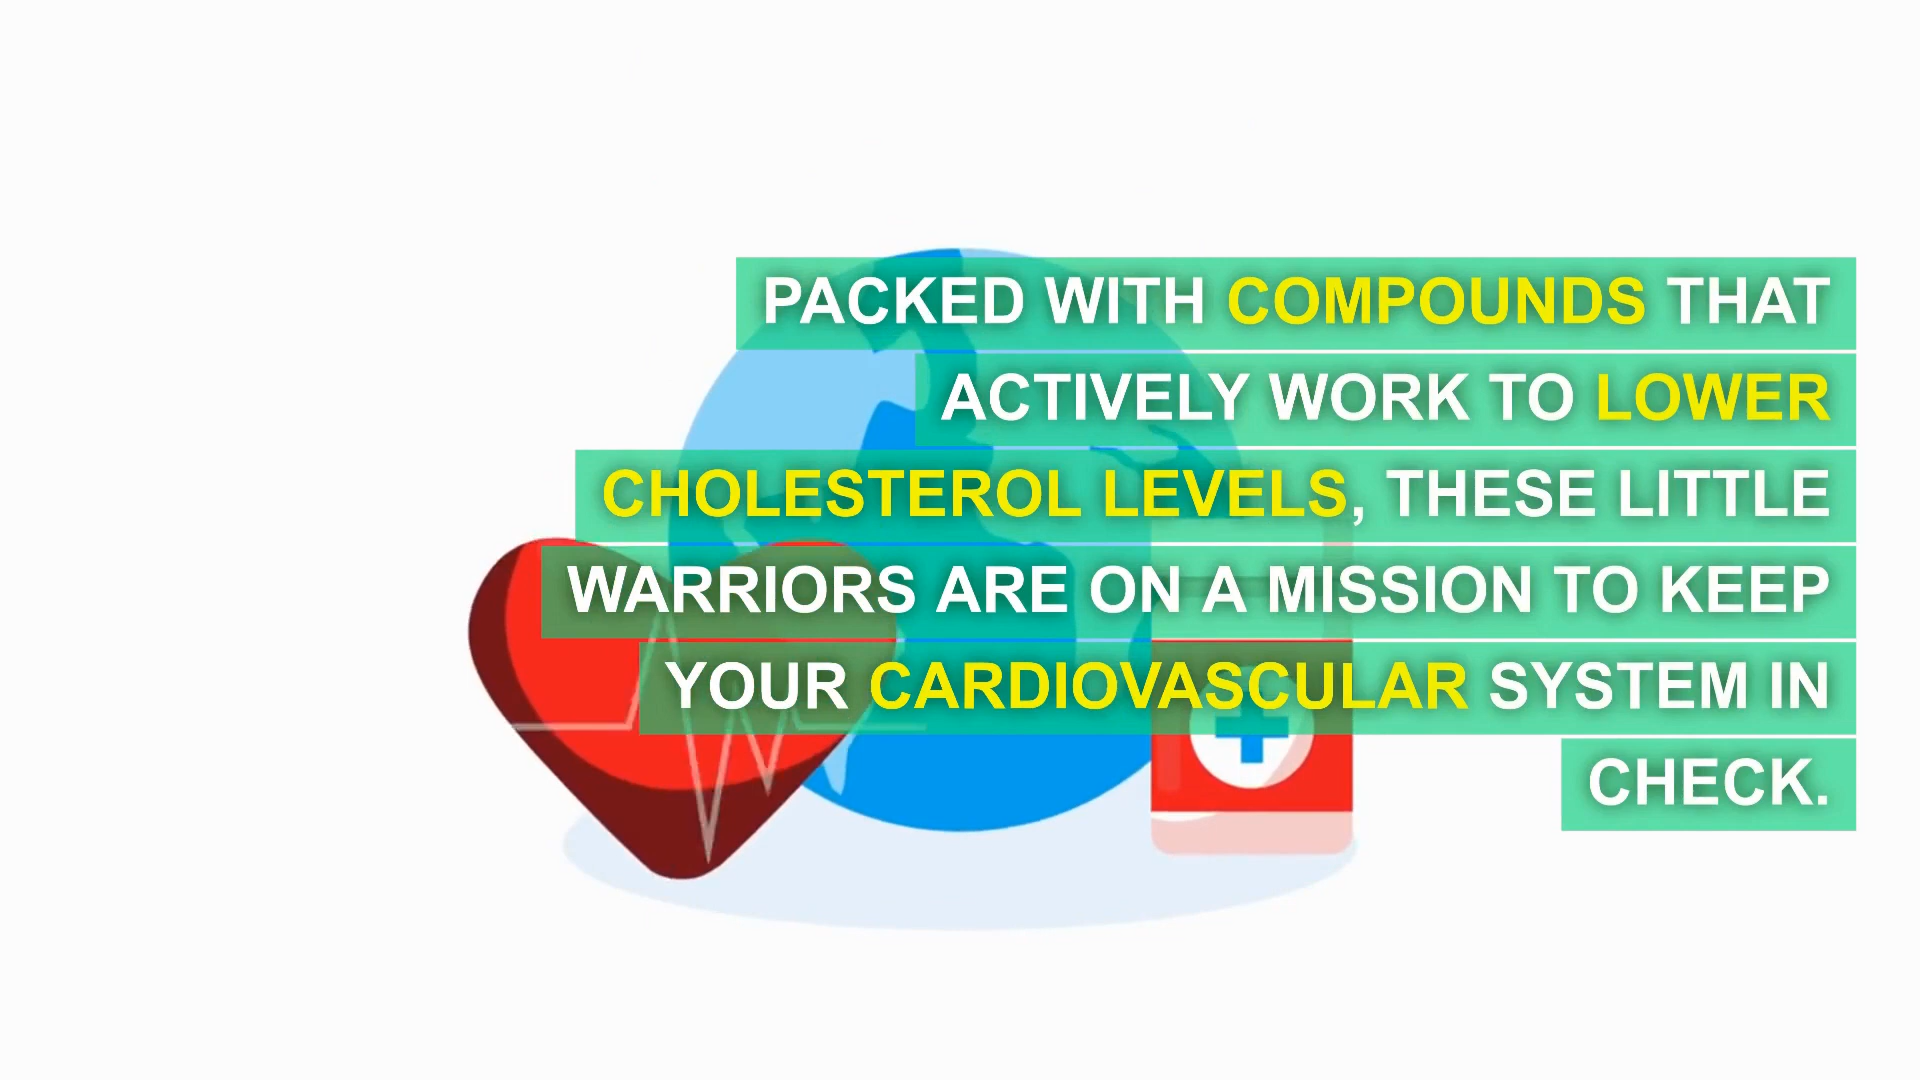 PACKED WITH COMPOUNDS THAT
ACTIVELY WORK TO LOWER
CHOLESTEROL LEVELS, THESE LITTLE
WARRIORS ARE ON A MISSION TO KEEP
YOUR CARDIOVASCULAR SYSTEM IN
CHECK.